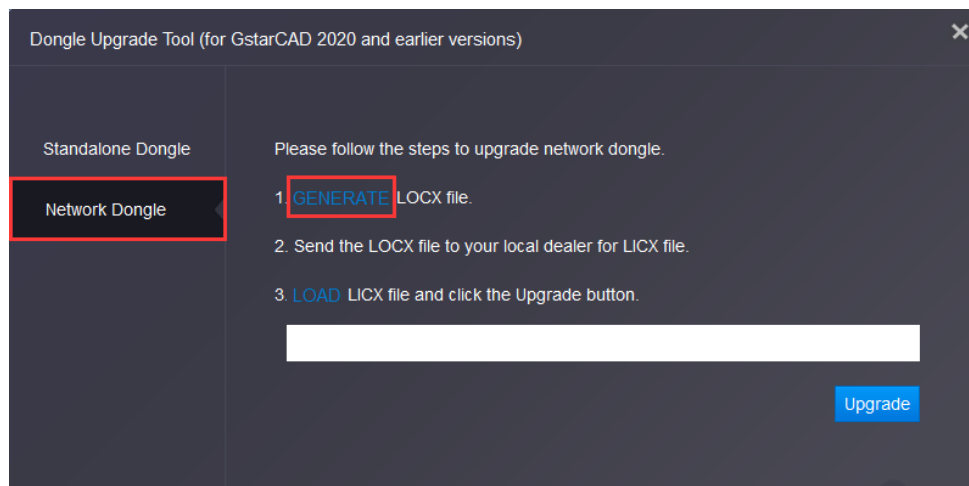 Dongle Upgrade Tool (for GstarCAD 2020 and earlier versions)
Standalone Dongle
Network Dongle
Please follow the steps to upgrade network dongle.
1. GENERATE LOCX file.
2. Send the LOCX file to your local dealer for LICX file.
3. LOAD LICX file and click the Upgrade button.
Upgrade